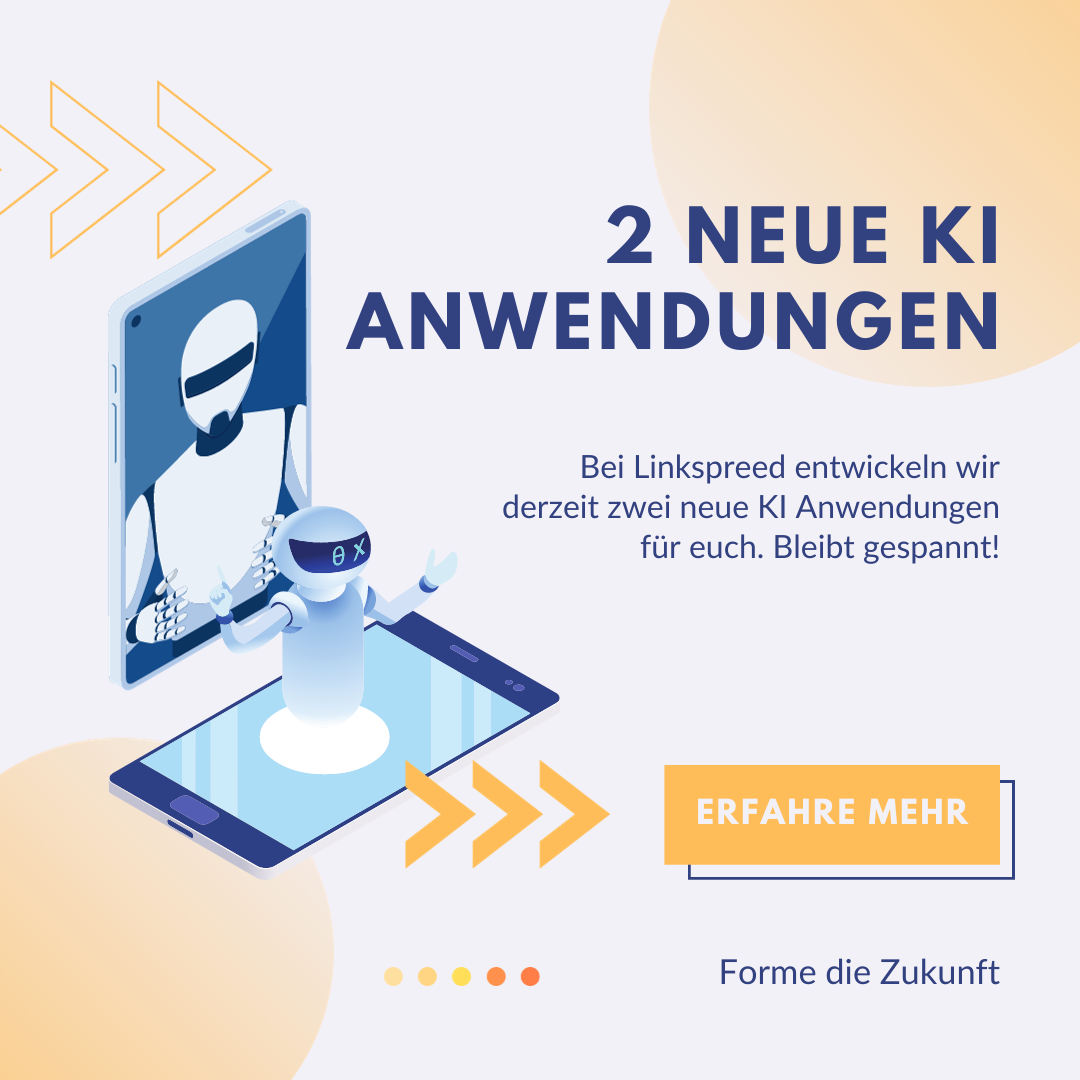 2 NEUE KI
ANWENDUNGEN
Bei Linkspreed entwickeln wir
derzeit zwei neue KI Anwendungen
für euch. Bleibt gespannt!
ERFAHRE MEHR
Forme die Zukunft